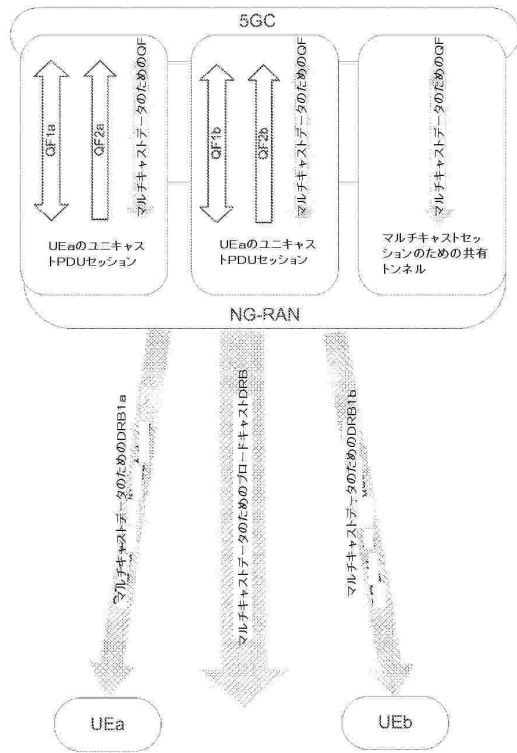 5GC
QF1a
QF2a
マルチキャストデータのためのQF
UEaのユニキャス
トPDUセッション
QF1b
QF2b
マルチキャストデータのためのQF
UEaのユニキャス
トPDUセッション
マルチキャストデータのためのQF
マルチキャストセッシ
ョンのための共有
トンネル
NG-RAN
マルチキャストデータのためのDRB1a
マルチキャストデータのためのブロードキャストDRB
マルチキャストデータのためのDRB1b
UEa
UEb